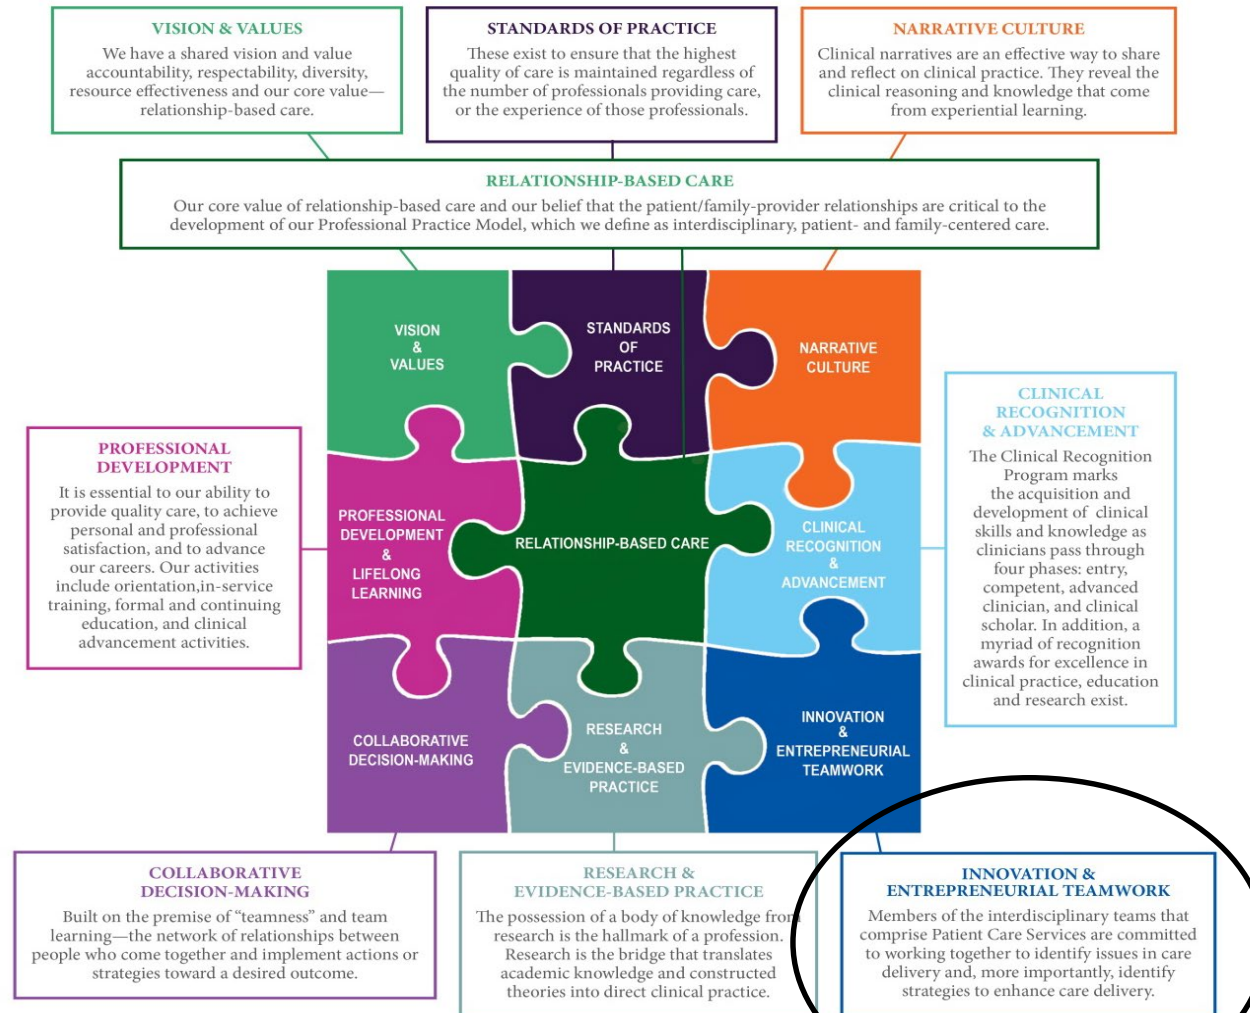 VISION & VALUES
We have a shared vision and value
accountability, respectability, diversity,
resource effectiveness and our core value—
relationship-based care.
STANDARDS OF PRACTICE
These exist to ensure that the highest
quality of care is maintained regardless of
the number of professionals providing care,
or the experience of those professionals.
NARRATIVE CULTURE
Clinical narratives are an effective way to share
and reflect on clinical practice. They reveal the
clinical reasoning and knowledge that come
from experiential learning.
RELATIONSHIP-BASED CARE
Our core value of relationship-based care and our belief that the patient/family-provider relationships are critical to the
development of our Professional Practice Model, which we define as interdisciplinary, patient- and family-centered care.
VISION
&
VALUES
STANDARDS
OF
PRACTICE
NARRATIVE
CULTURE
PROFESSIONAL
DEVELOPMENT
It is essential to our ability to
provide quality care, to achieve
personal and professional
satisfaction, and to advance
our careers. Our activities
include orientation,in-service
training, formal and continuing
education, and clinical
advancement activities.
PROFESSIONAL
DEVELOPMENT
&
LIFELONG
LEARNING
RELATIONSHIP-BASED CARE
CLINICAL
RECOGNITION
&
ADVANCEMENT
CLINICAL
RECOGNITION
& ADVANCEMENT
The Clinical Recognition
Program marks
the acquisition and
development of clinical
skills and knowledge as
clinicians pass through
four phases: entry,
competent, advanced
clinician, and clinical
scholar. In addition, a
myriad of recognition
awards for excellence in
clinical practice, education
and research exist.
COLLABORATIVE
DECISION-MAKING
RESEARCH
&
EVIDENCE-BASED
PRACTICE
INNOVATION
&
ENTREPRENEURIAL
TEAMWORK
COLLABORATIVE
DECISION-MAKING
Built on the premise of “teamness” and team
learning—the network of relationships between
people who come together and implement actions or
strategies toward a desired outcome.
RESEARCH &
EVIDENCE-BASED PRACTICE
The possession of a body of knowledge from
research is the hallmark of a profession.
Research is the bridge that translates
academic knowledge and constructed
theories into direct clinical practice.
INNOVATION &
ENTREPRENEURIAL TEAMWORK
Members of the interdisciplinary teams that
comprise Patient Care Services are committed
to working together to identify issues in care
delivery and, more importantly, identify
strategies to enhance care delivery.